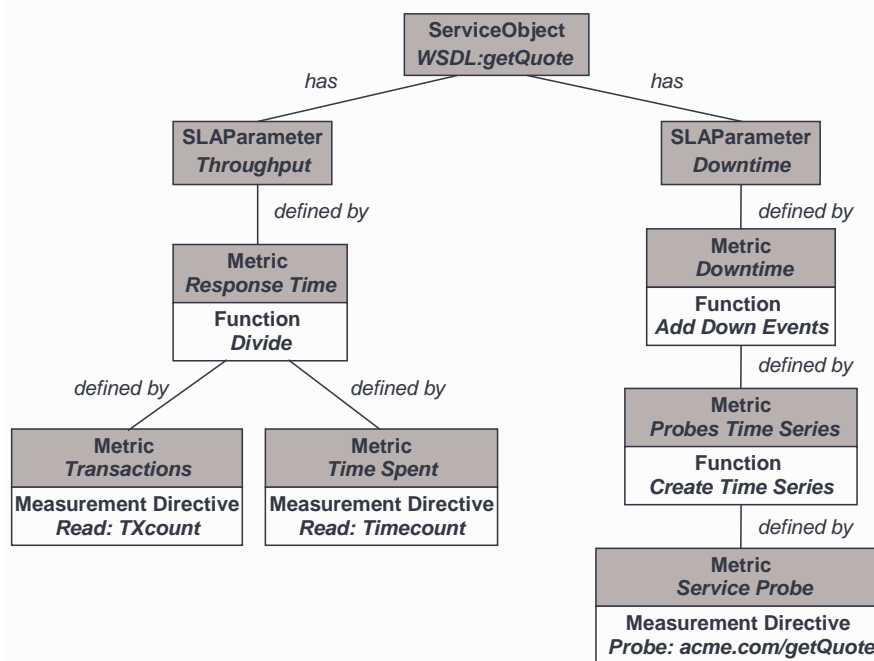 ServiceObject
WSDL:getQuote
has
has
SLAParameter
Throughput
SLAParameter
Downtime
defined by
defined by
Metric
Response Time
Function
Divide
Metric
Downtime
Function
Add Down Events
defined by
defined by
defined by
Metric
Transactions
Measurement Directive
Read: TXcount
Metric
Time Spent
Measurement Directive
Read: Timecount
Metric
Probes Time Series
Function
Create Time Series
defined by
Metric
Service Probe
Measurement Directive
Probe: acme.com/getQuote